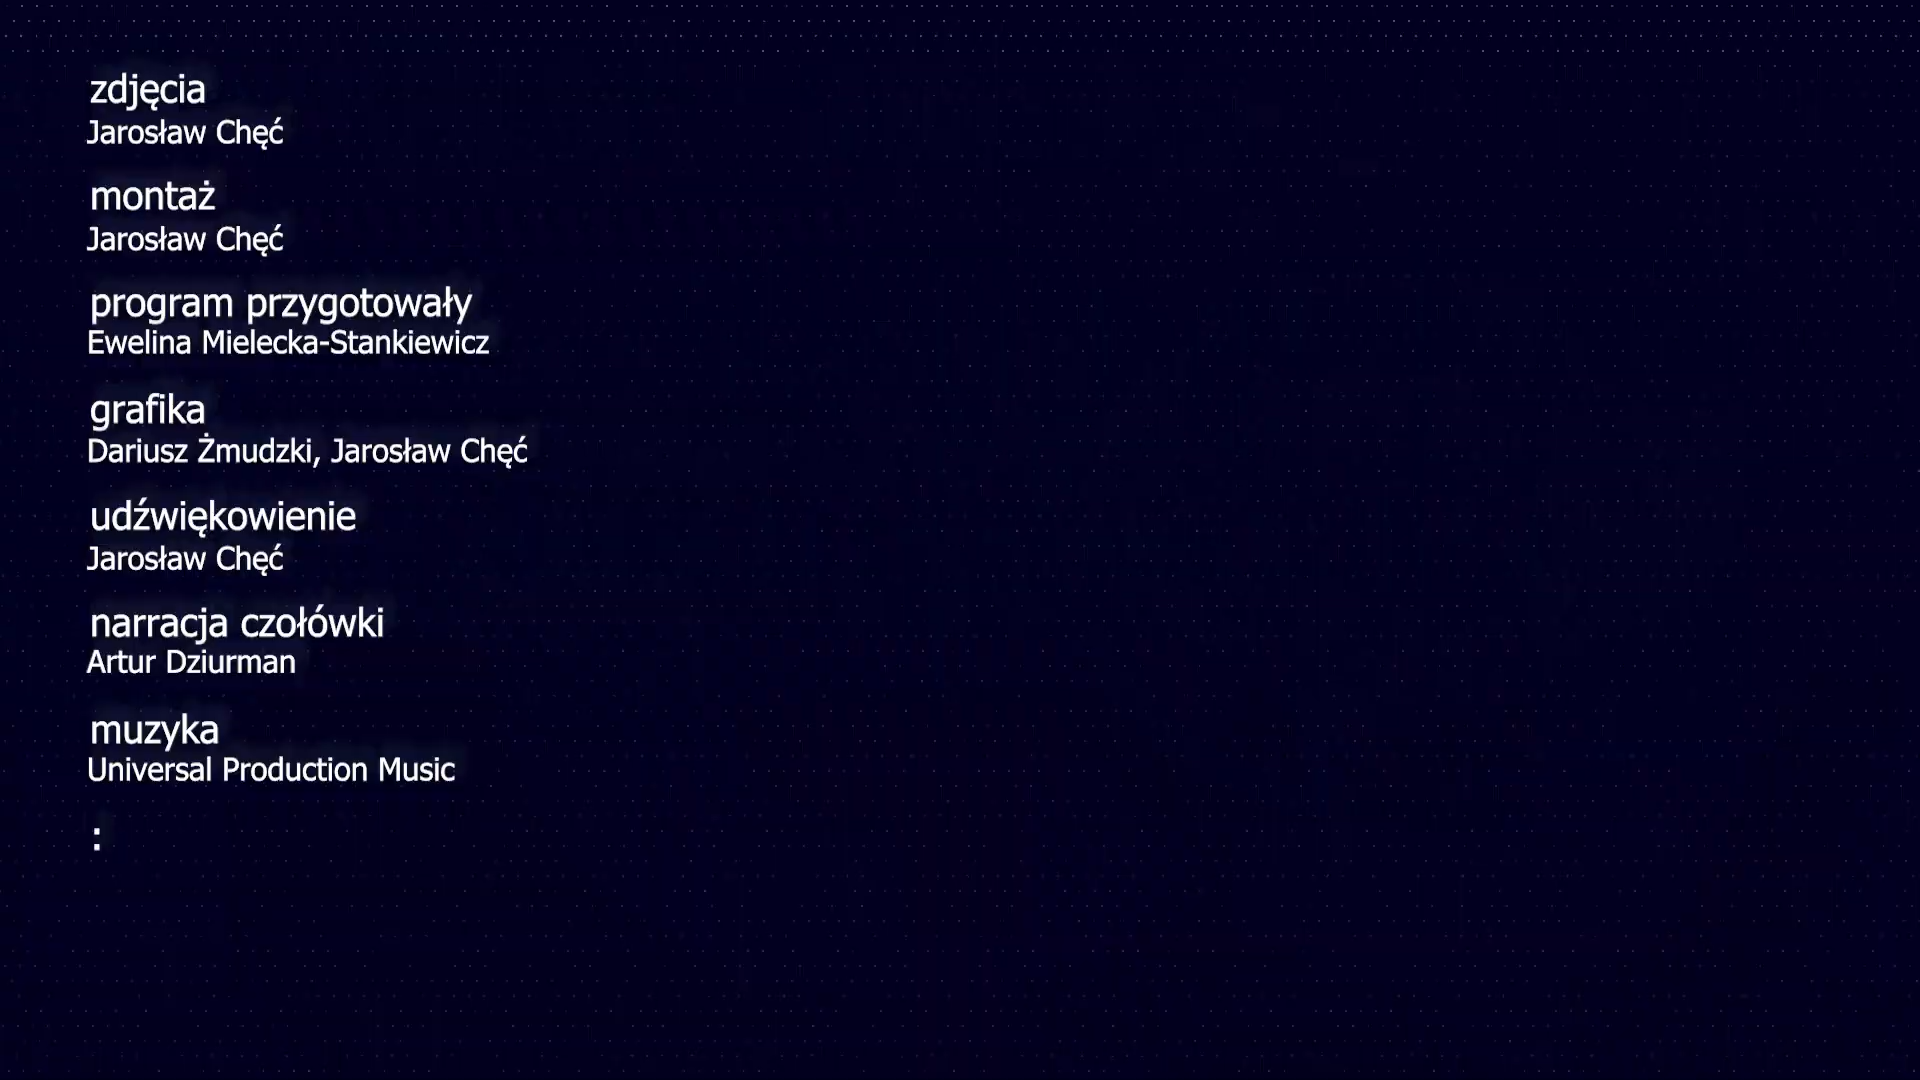 zdjęcia
Jarosław Chęć
montaż
Jarosław Chęć
program przygotowały
Ewelina Mielecka-Stankiewicz
grafika
Dariusz Żmudzki, Jarosław Chęć
udźwiękowienie
Jarosław Chęć
narracja czołówki
Artur Dziurman
muzyka
Universal Production Music
: